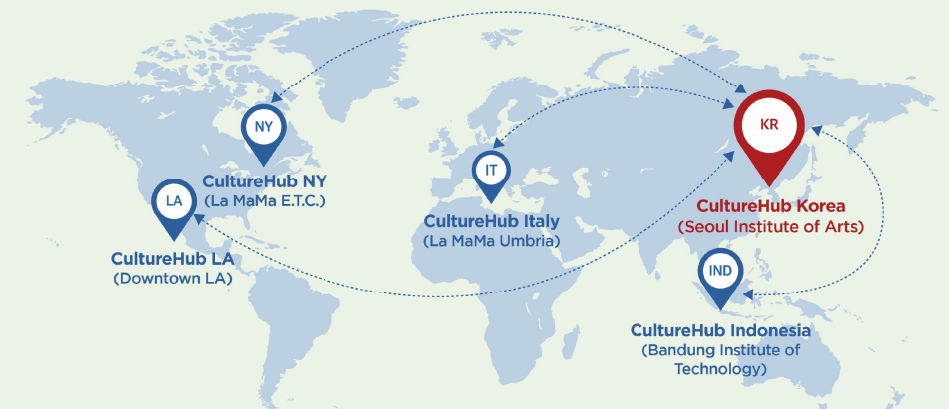 NY
CultureHub NY
(La MaMa E.T.C.)
LA
CultureHub LA
(Downtown LA)
IT
CultureHub Italy
(La MaMa Umbria)
KR
CultureHub Korea
(Seoul Institute of Arts)
IND
CultureHub Indonesia
(Bandung Institute of
Technology)